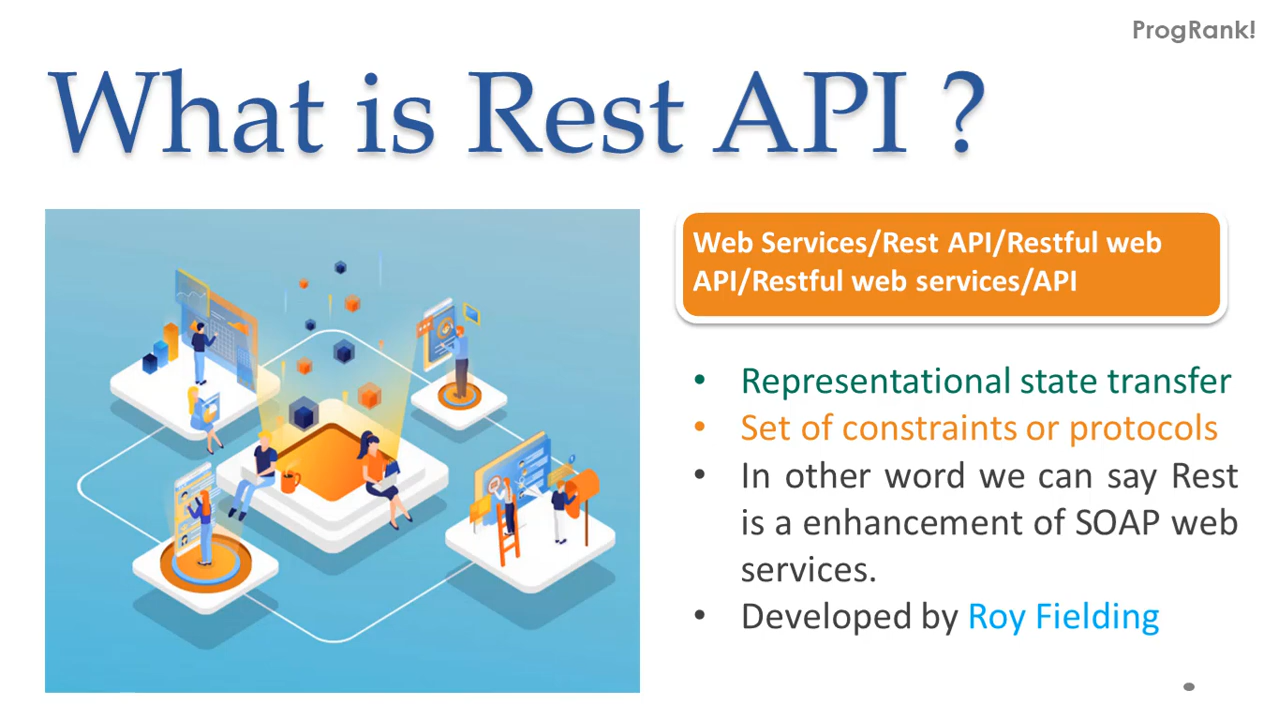 ProgRank!
What is Rest API ?
Web Services/Rest API/Restful web
API/Restful web services/API
• Representational state transfer
• Set of constraints or protocols
• In other word we can say Rest
is a enhancement of SOAP web
services.
• Developed by Roy Fielding